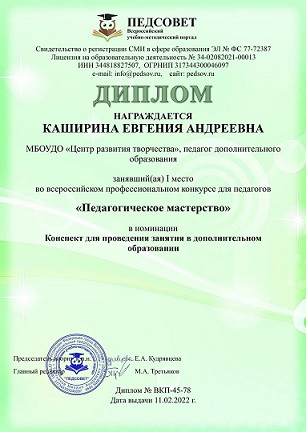 ПЕДСОВЕТ
Всероссийский
учебно-методический портал
Свидетельство о регистрации СМИ в сфере образования ЭЛ № ФС 77-72387
Лицензия на образовательную деятельность № 34-02082021-00013
ИНН 344818827507, ОГРНИП 317344300046097
e-mail: info@pedsov.ru, сайт: pedsov.ru
ДИПЛОМ
НАГРАЖДАЕТСЯ
КАШИРИНА ЕВГЕНИЯ АНДРЕЕВНА
МБОУДО «Центр развития творчества», педагог дополнительного
образования
занявший(ая) I место
во всероссийском профессиональном конкурсе для педагогов
«Педагогическое мастерство»
в номинации
Конспект для проведения занятия в дополнительном
образовании
Председатель Е.А. Кудрявцева
Главный редактор М.А. Третьяков
"ПЕДСОВЕТ"
Диплом № ВКП-45-78
Дата выдачи 11.02.2022 г.